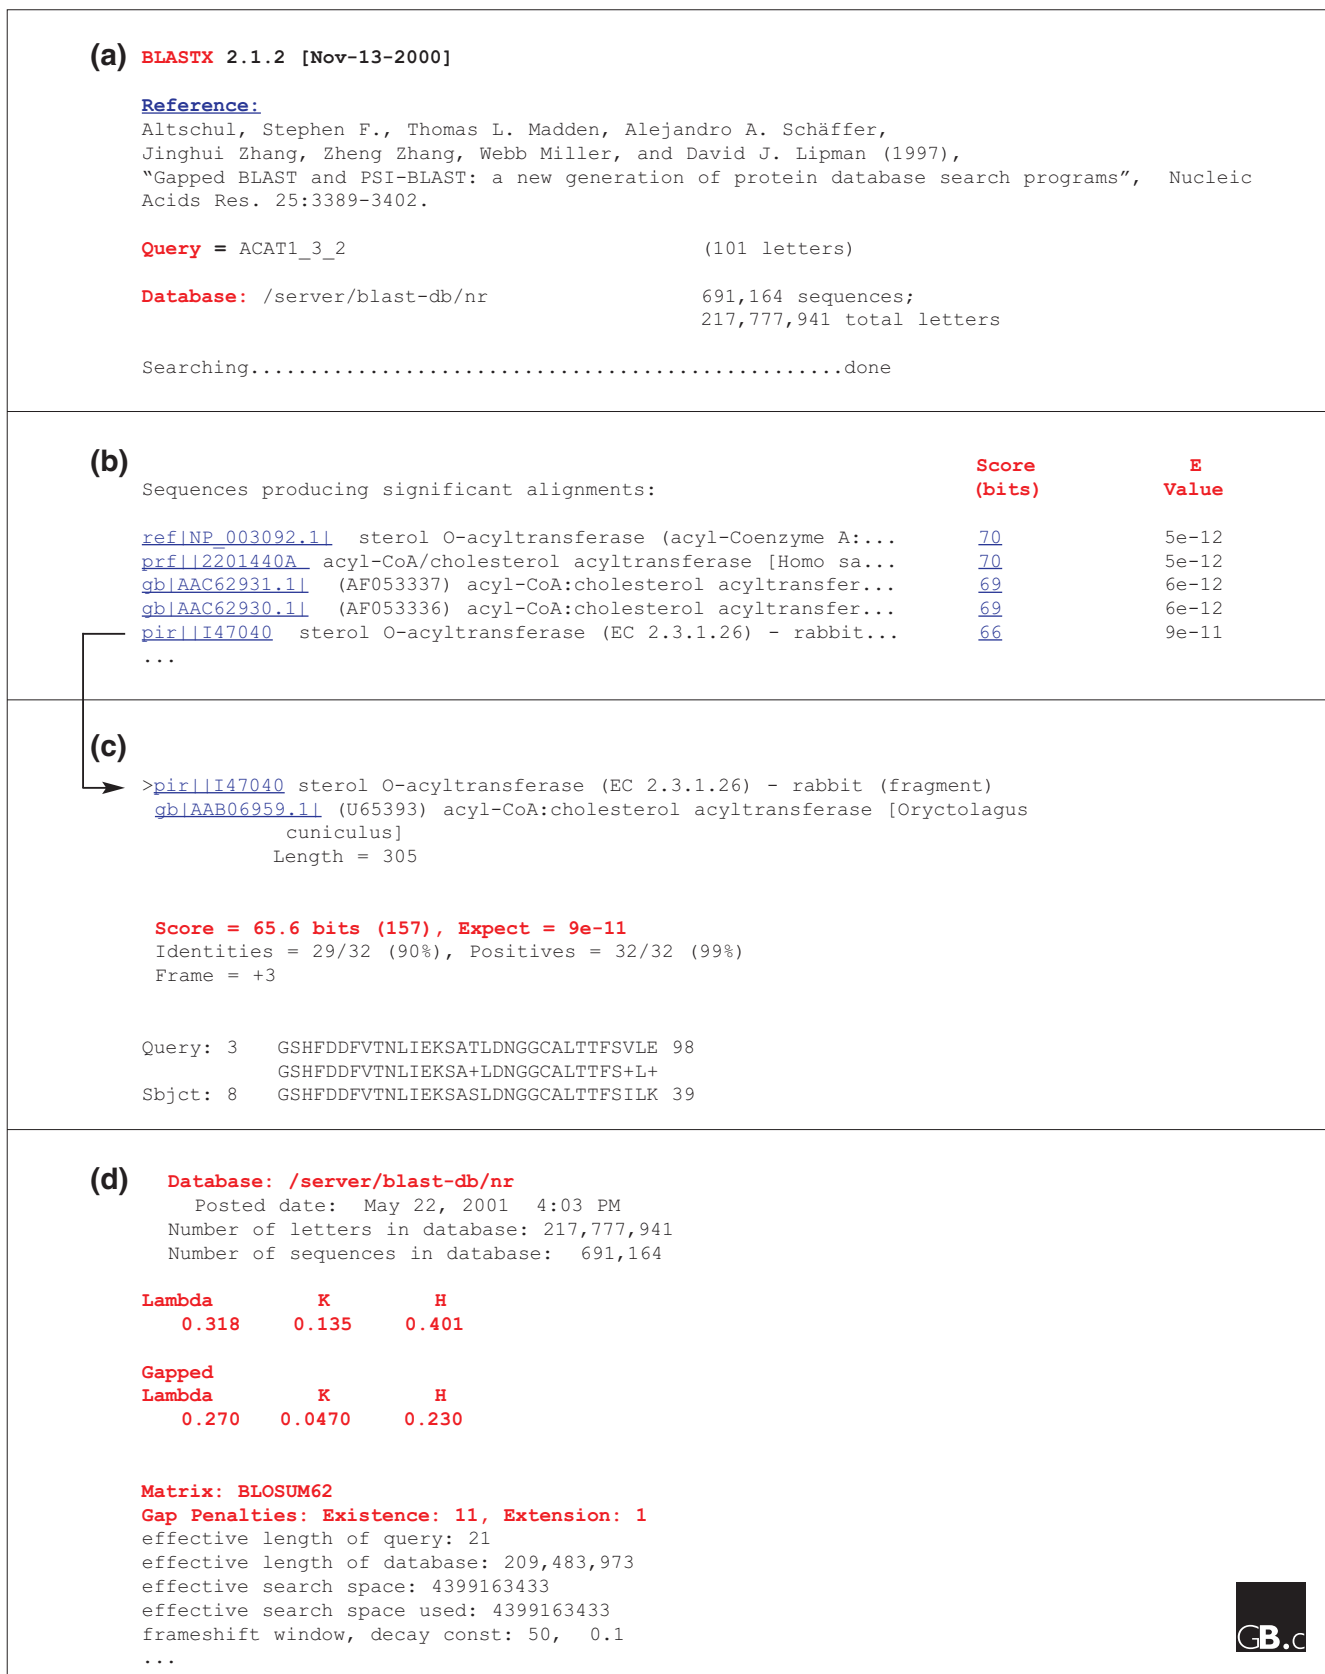 (a) BLASTX 2.1.2 [Nov-13-2000]
Reference:
Altschul, Stephen F., Thomas L. Madden, Alejandro A. Schäffer,
Jinghui Zhang, Zheng Zhang, Webb Miller, and David J. Lipman (1997),
“Gapped BLAST and PSI-BLAST: a new generation of protein database search programs”, Nucleic
Acids Res. 25:3389-3402.
Query = ACAT1_3_2 (101 letters)
Database: /server/blast-db/nr 691,164 sequences;
217,777,941 total letters
Searching..................................................done
(b) Score E
Sequences producing significant alignments: (bits) Value
ref|NP_003092.1| sterol O-acyltransferase (acyl-Coenzyme A:... 70 5e-12
prf||2201440A acyl-CoA/cholesterol acyltransferase [Homo sa... 70 5e-12
gb|AAC62931.1| (AF053337) acyl-CoA:cholesterol acyltransfer... 69 6e-12
gb|AAC62930.1| (AF053336) acyl-CoA:cholesterol acyltransfer... 69 6e-12
pir||I47040 sterol O-acyltransferase (EC 2.3.1.26) - rabbit... 66 9e-11
...
(c)
>pir||I47040 sterol O-acyltransferase (EC 2.3.1.26) - rabbit (fragment)
gb|AAB06959.1| (U65393) acyl-CoA:cholesterol acyltransferase [Oryctolagus
cuniculus]
Length = 305
Score = 65.6 bits (157), Expect = 9e-11
Identities = 29/32 (90%), Positives = 32/32 (99%)
Frame = +3
Query: 3 GSHFDDFVTNLIEKSATLDNGGCALTTFSVLE 98
GSHFDDFVTNLIEKSA+LDNGGCALTTFS+L+
Sbjct: 8 GSHFDDFVTNLIEKSASLDNGGCALTTFSILK 39
(d) Database: /server/blast-db/nr
Posted date: May 22, 2001 4:03 PM
Number of letters in database: 217,777,941
Number of sequences in database: 691,164
Lambda K H
0.318 0.135 0.401
Gapped
Lambda K H
0.270 0.0470 0.230
Matrix: BLOSUM62
Gap Penalties: Existence: 11, Extension: 1
effective length of query: 21
effective length of database: 209,483,973
effective search space: 4399163433
effective search space used: 4399163433
frameshift window, decay const: 50, 0.1
...
GB.c